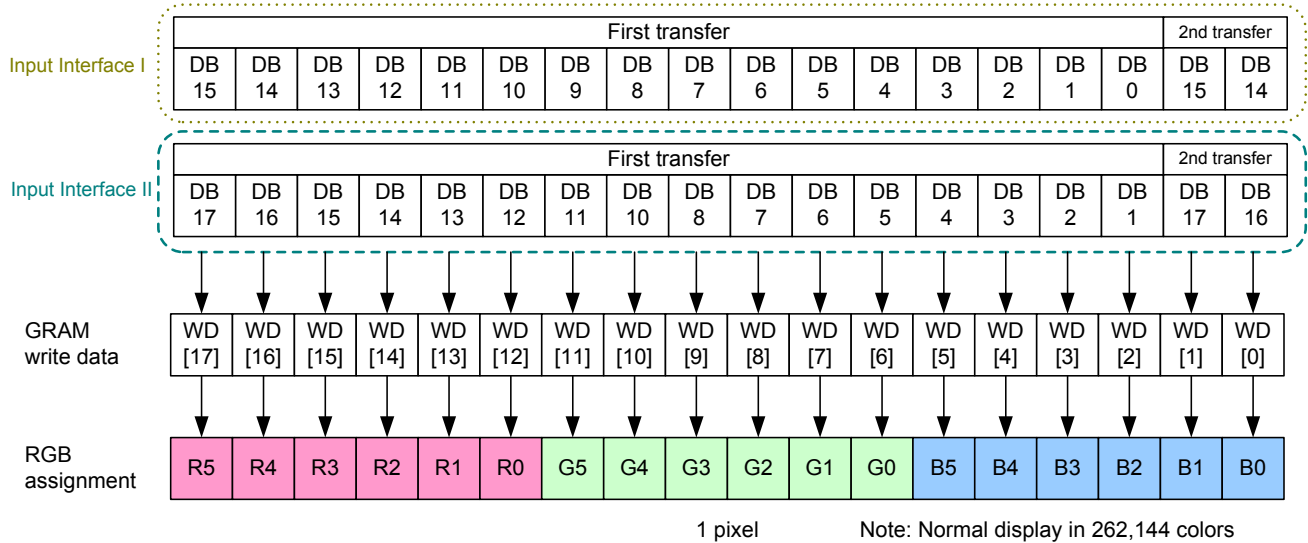 First transfer 2nd transfer
Input Interface I
DB 15 DB 14 DB 13 DB 12 DB 11 DB 10 DB 9 DB 8 DB 7 DB 6 DB 5 DB 4 DB 3 DB 2 DB 1 DB 0 DB 15 DB 14
First transfer 2nd transfer
Input Interface II
DB 17 DB 16 DB 15 DB 14 DB 13 DB 12 DB 11 DB 10 DB 8 DB 7 DB 6 DB 5 DB 4 DB 3 DB 2 DB 1 DB 17 DB 16
GRAM
write data
WD [17] WD [16] WD [15] WD [14] WD [13] WD [12] WD [11] WD [10] WD [9] WD [8] WD [7] WD [6] WD [5] WD [4] WD [3] WD [2] WD [1] WD [0]
RGB
assignment
R5 R4 R3 R2 R1 R0 G5 G4 G3 G2 G1 G0 B5 B4 B3 B2 B1 B0
1 pixel Note: Normal display in 262,144 colors